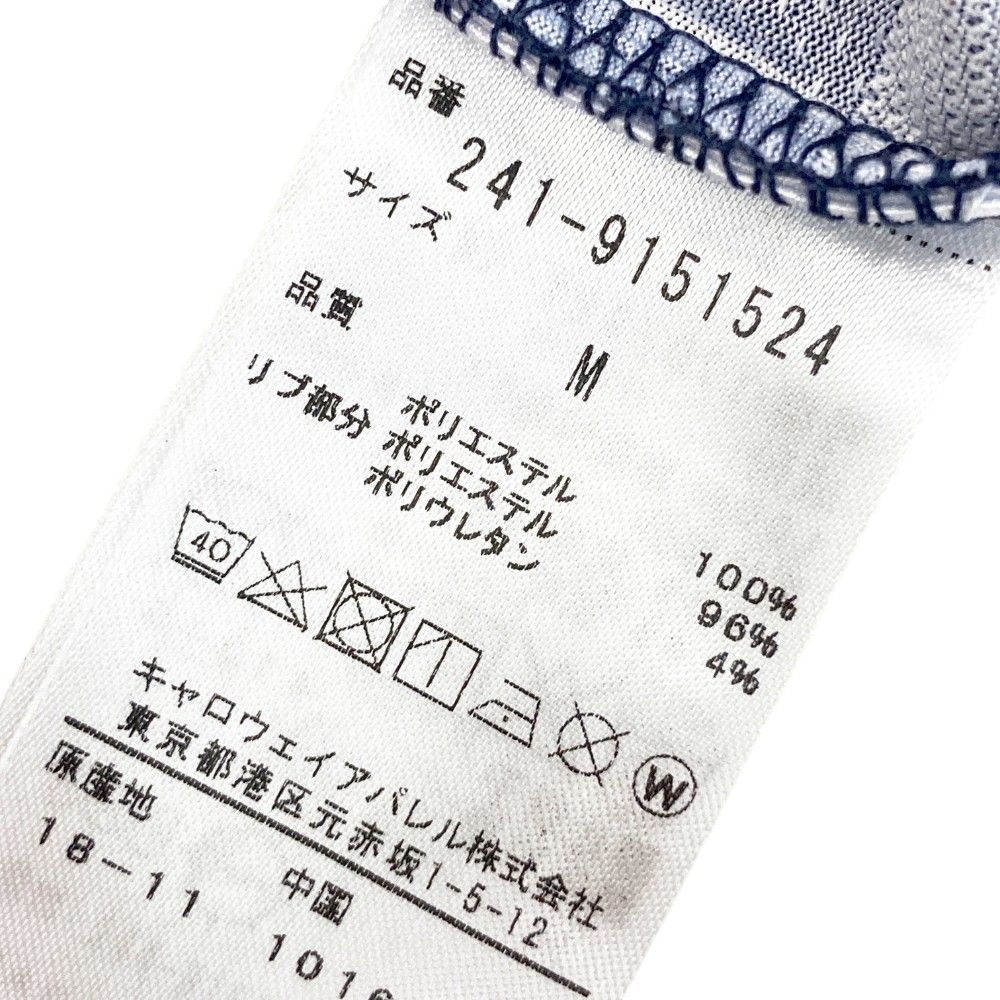 品番
241-9151524
サイズ
M
品質
ポリエステル 100%
リブ部分 ポリエステル 96%
ポリウレタン 4%
40
W
キャロウエイアパレル株式会社
東京都港区元赤坂1-5-12
原産地 中国
18-11 1016